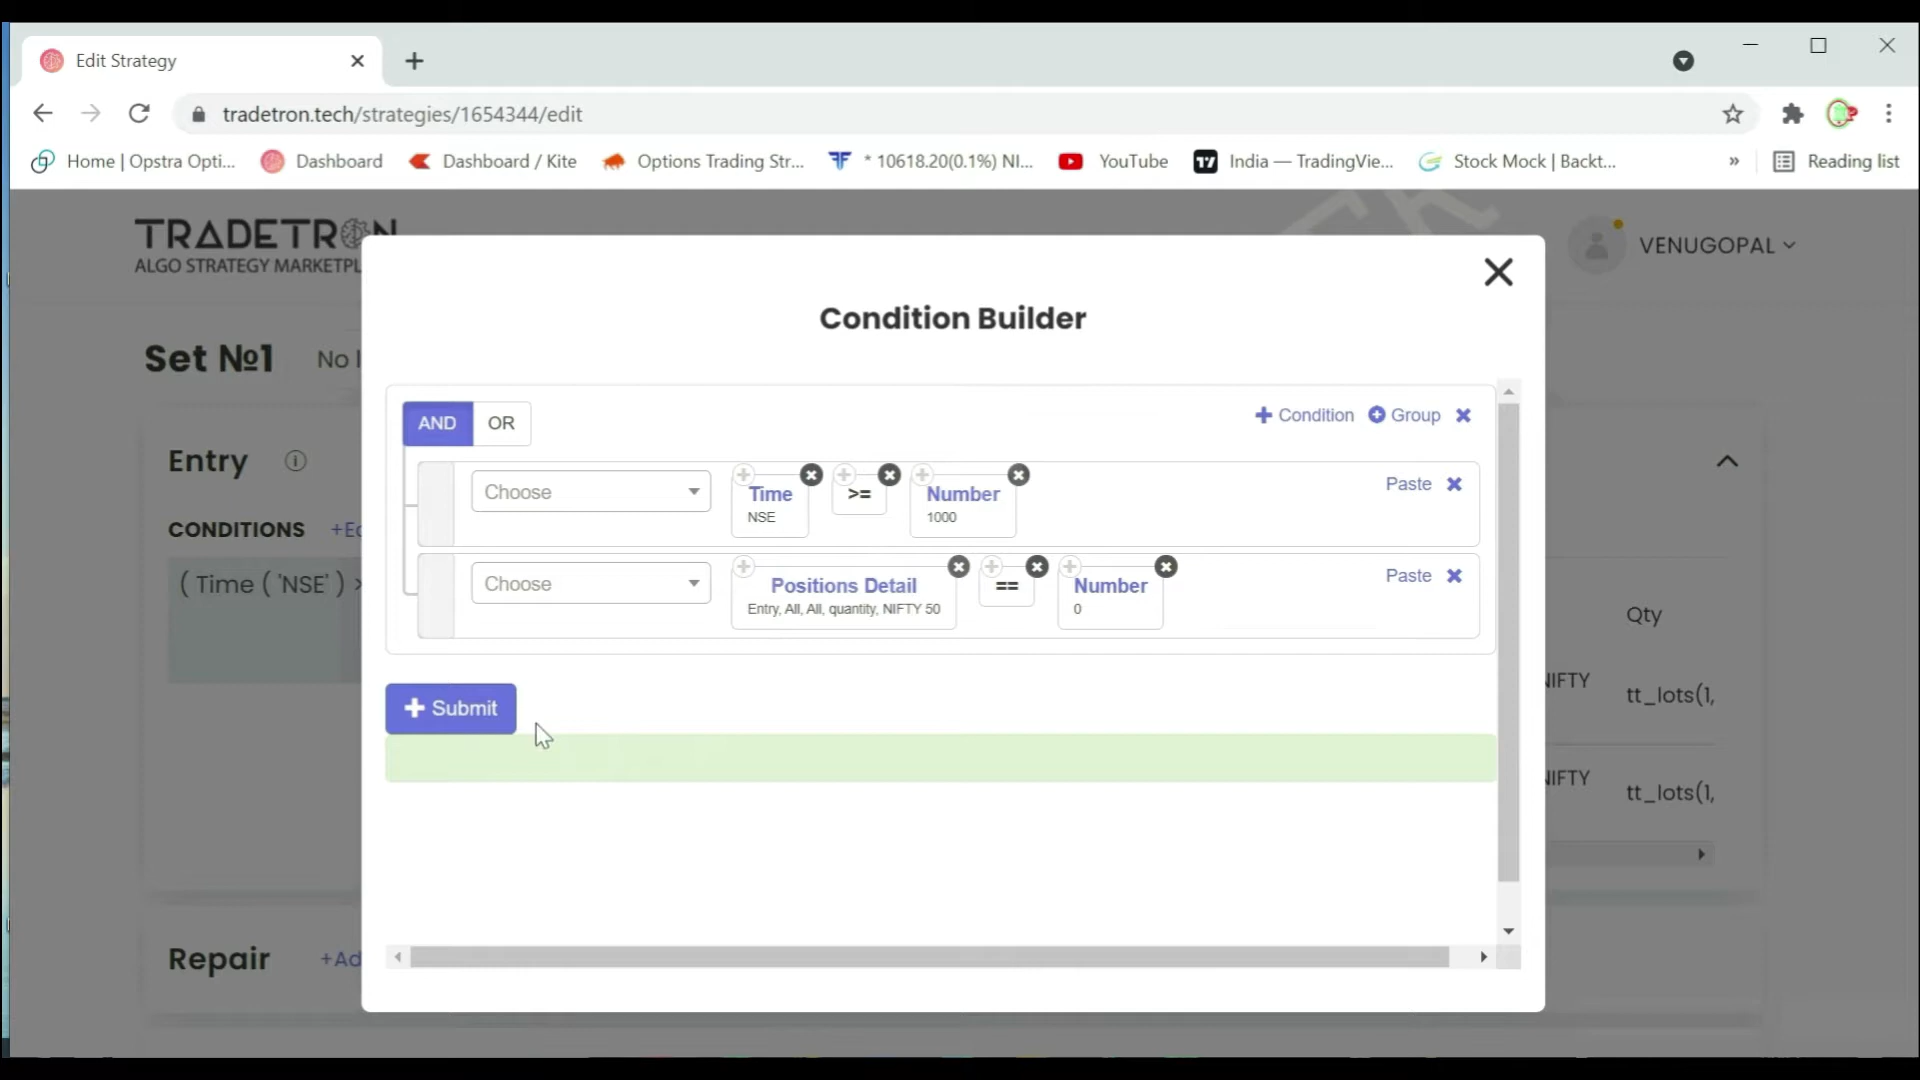 Edit Strategy
tradetron.tech/strategies/1654344/edit
Home | Opstra Opti... Dashboard Dashboard / Kite Options Trading Str... * 10618.20(0.1%) NI... YouTube India — TradingVie... Stock Mock | Backt... » Reading list
TRADETRON
ALGO STRATEGY MARKETPL
VENUGOPAL
Condition Builder
Set №1 No l
AND OR + Condition Group
Entry
Choose Time >= Number Paste
NSE 1000
CONDITIONS +Ed
Choose Positions Detail == Number Paste
Entry, All, All, quantity, NIFTY 50 0
( Time ( 'NSE' ) >
Qty
NIFTY tt_lots(1,
+ Submit
NIFTY tt_lots(1,
Repair +Ad